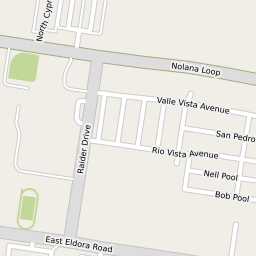 North Cypr
Nolana Loop
Valle Vista Avenue
San Pedro
Raider Drive
Rio Vista Avenue
Nell Pool
Bob Pool
East Eldora Road